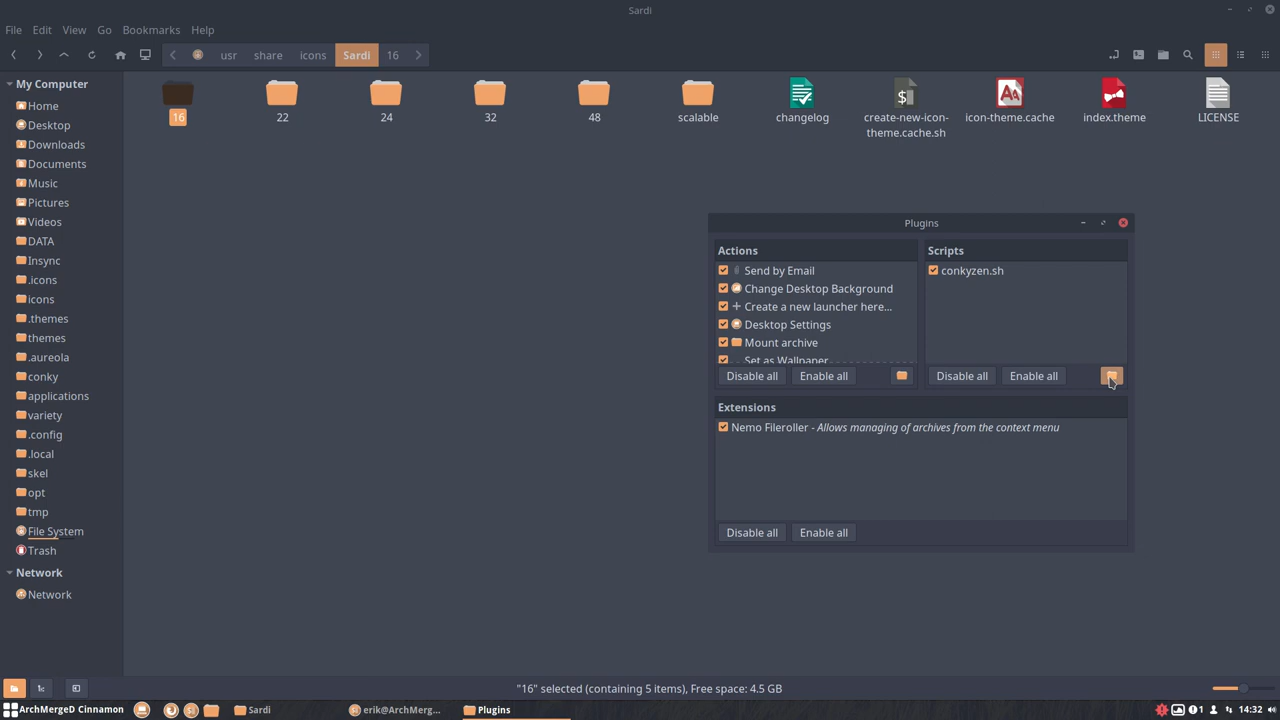 Sardi
File Edit View Go Bookmarks Help
usr share icons Sardi 16
My Computer
Home
Desktop
Downloads
Documents
Music
Pictures
Videos
DATA
Insync
.icons
icons
.themes
themes
.aureola
conky
applications
variety
.config
.local
skel
opt
tmp
File System
Trash
Network
Network
16 22 24 32 48 scalable changelog create-new-icon-theme.cache.sh icon-theme.cache index.theme LICENSE
Plugins
Actions
Send by Email
Change Desktop Background
Create a new launcher here...
Desktop Settings
Mount archive
Set as Wallpaper
Disable all Enable all
Scripts
conkyzen.sh
Disable all Enable all
Extensions
Nemo Fileroller - Allows managing of archives from the context menu
Disable all Enable all
"16" selected (containing 5 items), Free space: 4.5 GB
ArchMergeD Cinnamon Sardi erik@ArchMerg... Plugins 1 14:32